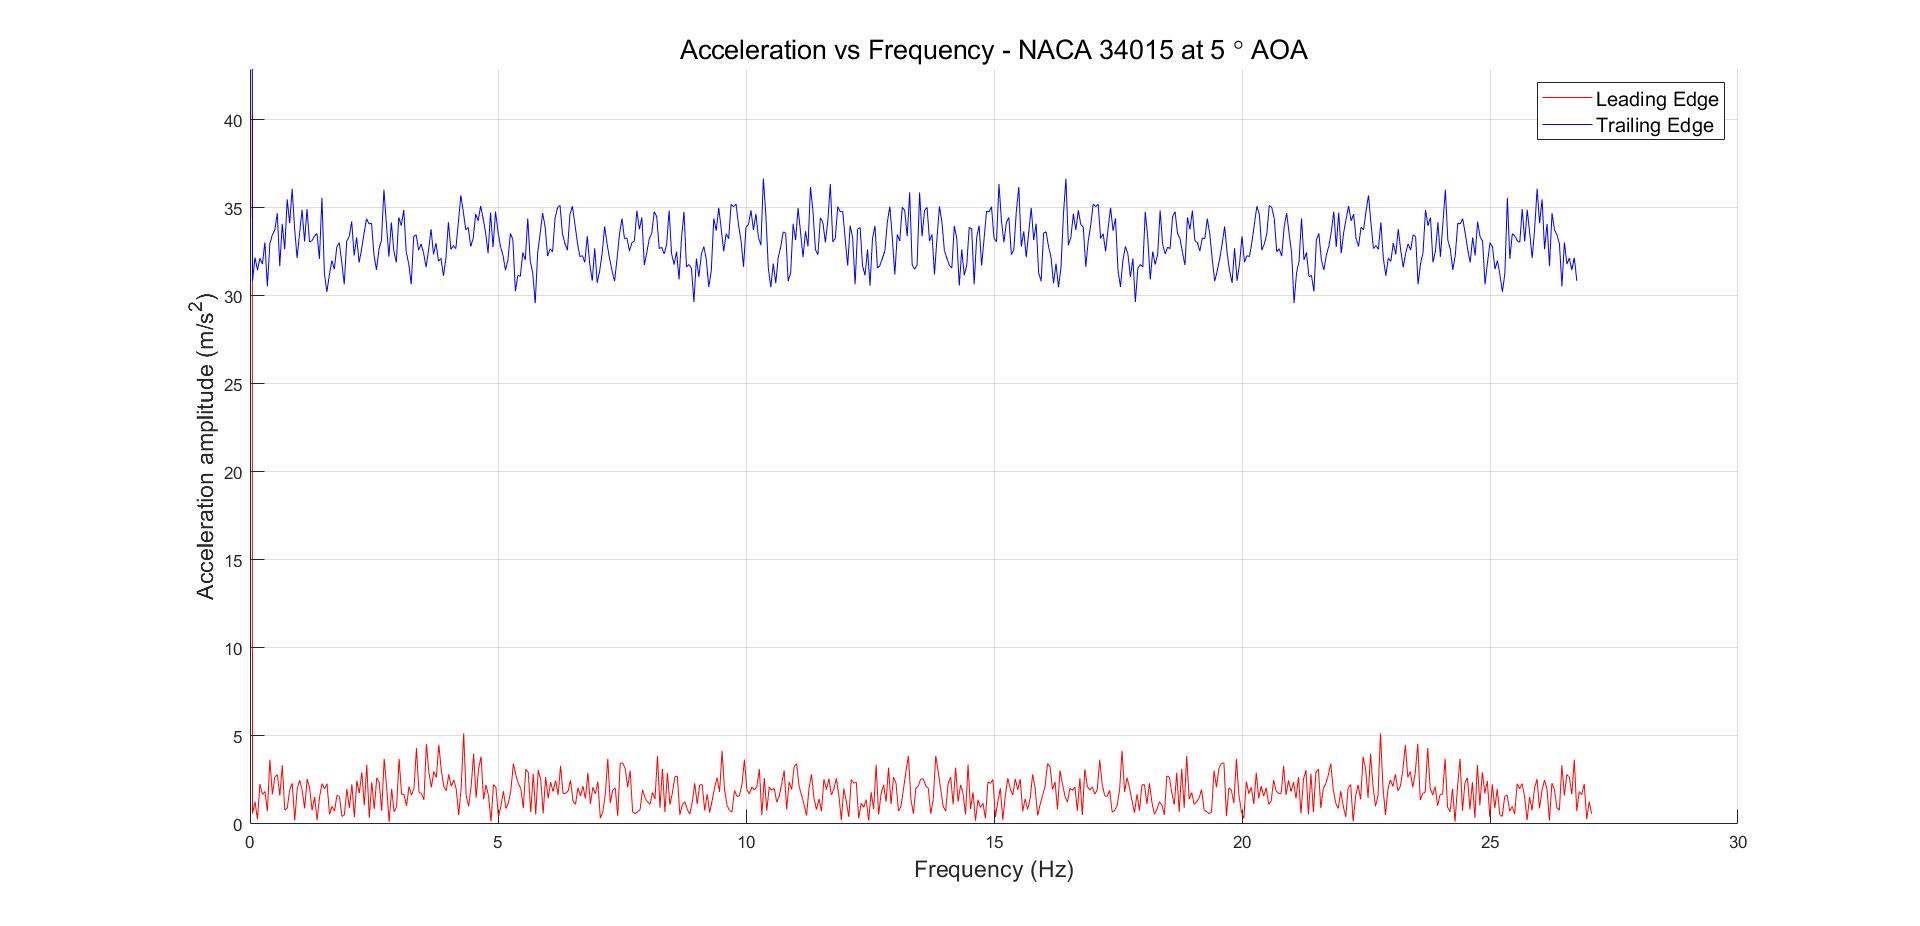 Acceleration vs Frequency - NACA 34015 at 5 ° AOA
Leading Edge
Trailing Edge
Acceleration amplitude (m/s²)
40
35
30
25
20
15
10
5
0
0 5 10 15 20 25 30
Frequency (Hz)